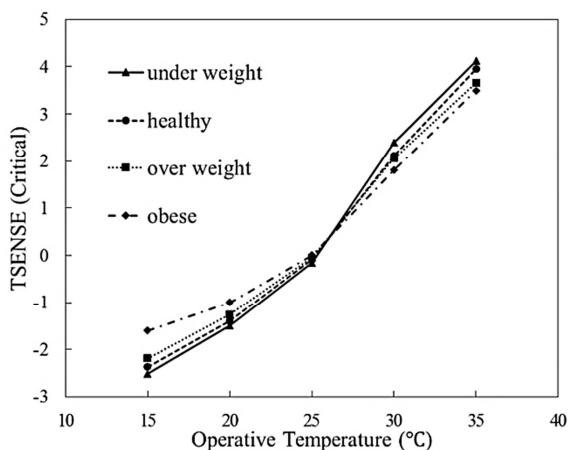 5
4
3
2
1
0
-1
-2
-3
TSENSE (Critical)
under weight
healthy
over weight
obese
10 15 20 25 30 35 40
Operative Temperature (℃)